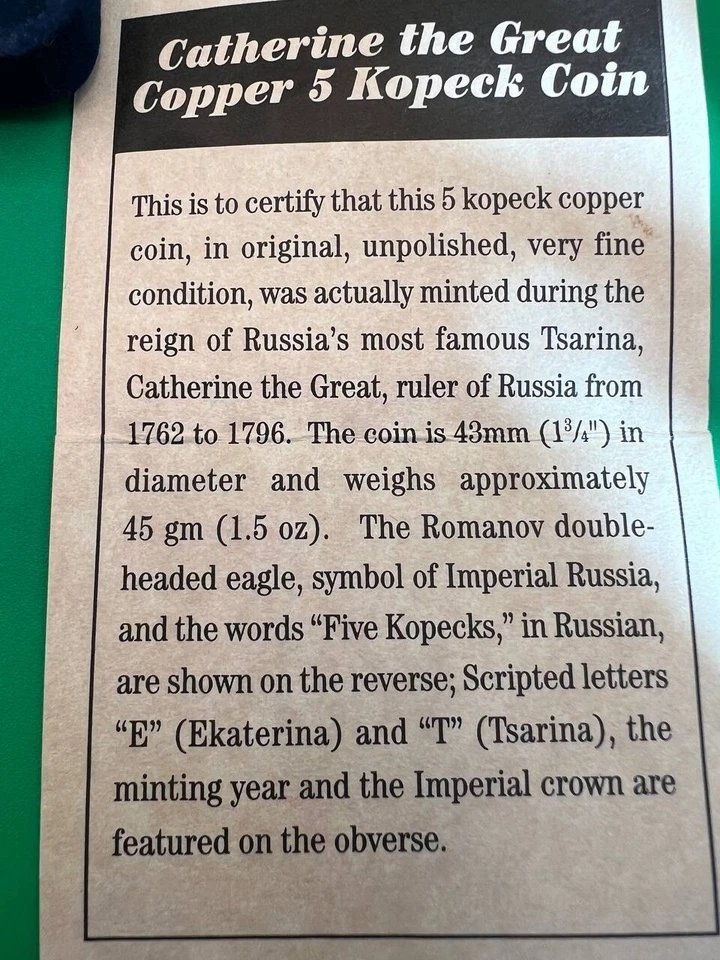 Catherine the Great
Copper 5 Kopeck Coin
This is to certify that this 5 kopeck copper
coin, in original, unpolished, very fine
condition, was actually minted during the
reign of Russia's most famous Tsarina,
Catherine the Great, ruler of Russia from
1762 to 1796. The coin is 43mm (1¾") in
diameter and weighs approximately
45 gm (1.5 oz). The Romanov double-
headed eagle, symbol of Imperial Russia,
and the words “Five Kopecks,” in Russian,
are shown on the reverse; Scripted letters
“E” (Ekaterina) and “T” (Tsarina), the
minting year and the Imperial crown are
featured on the obverse.